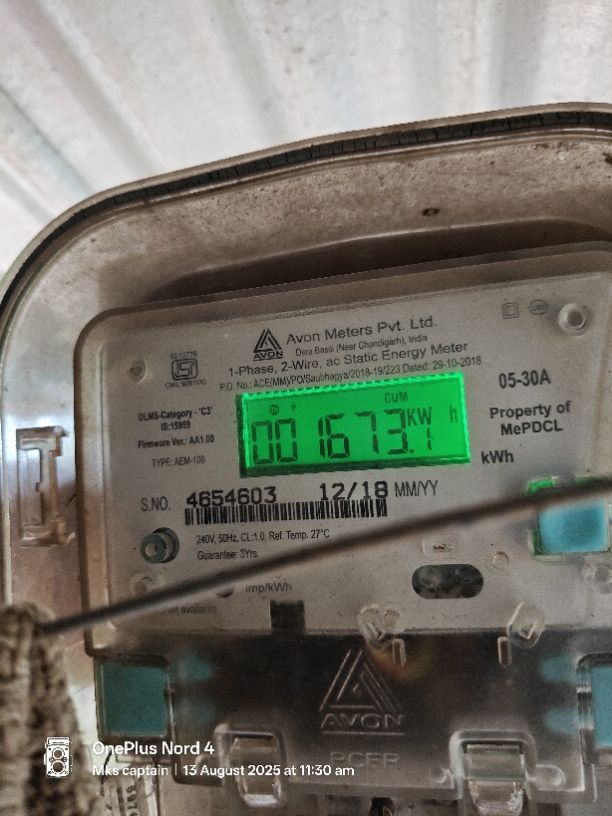 Avon Meters Pvt. Ltd.
Dera Bassi (Near Chandigarh), India
1-Phase, 2-Wire, ac Static Energy Meter
P.O. No.: ACE(MM)/PO/Saubhagya/2018-19/223 Dated: 29-10-2018
AVON
DLMS-Category - 'C3'
IS:15959
Firmware Ver.: AA1.00
TYPE: AEM-106
CUM
001673.1 KW h
05-30A
Property of
MePDCL
kWh
S.NO. 4654603 12/18 MM/YY
240V, 50Hz, CL:1.0, Ref. Temp. 27°C
Guarantee: 3Yrs.
imp/kWh
available
AVON
OnePlus Nord 4
Mks captain | 13 August 2025 at 11:30 am